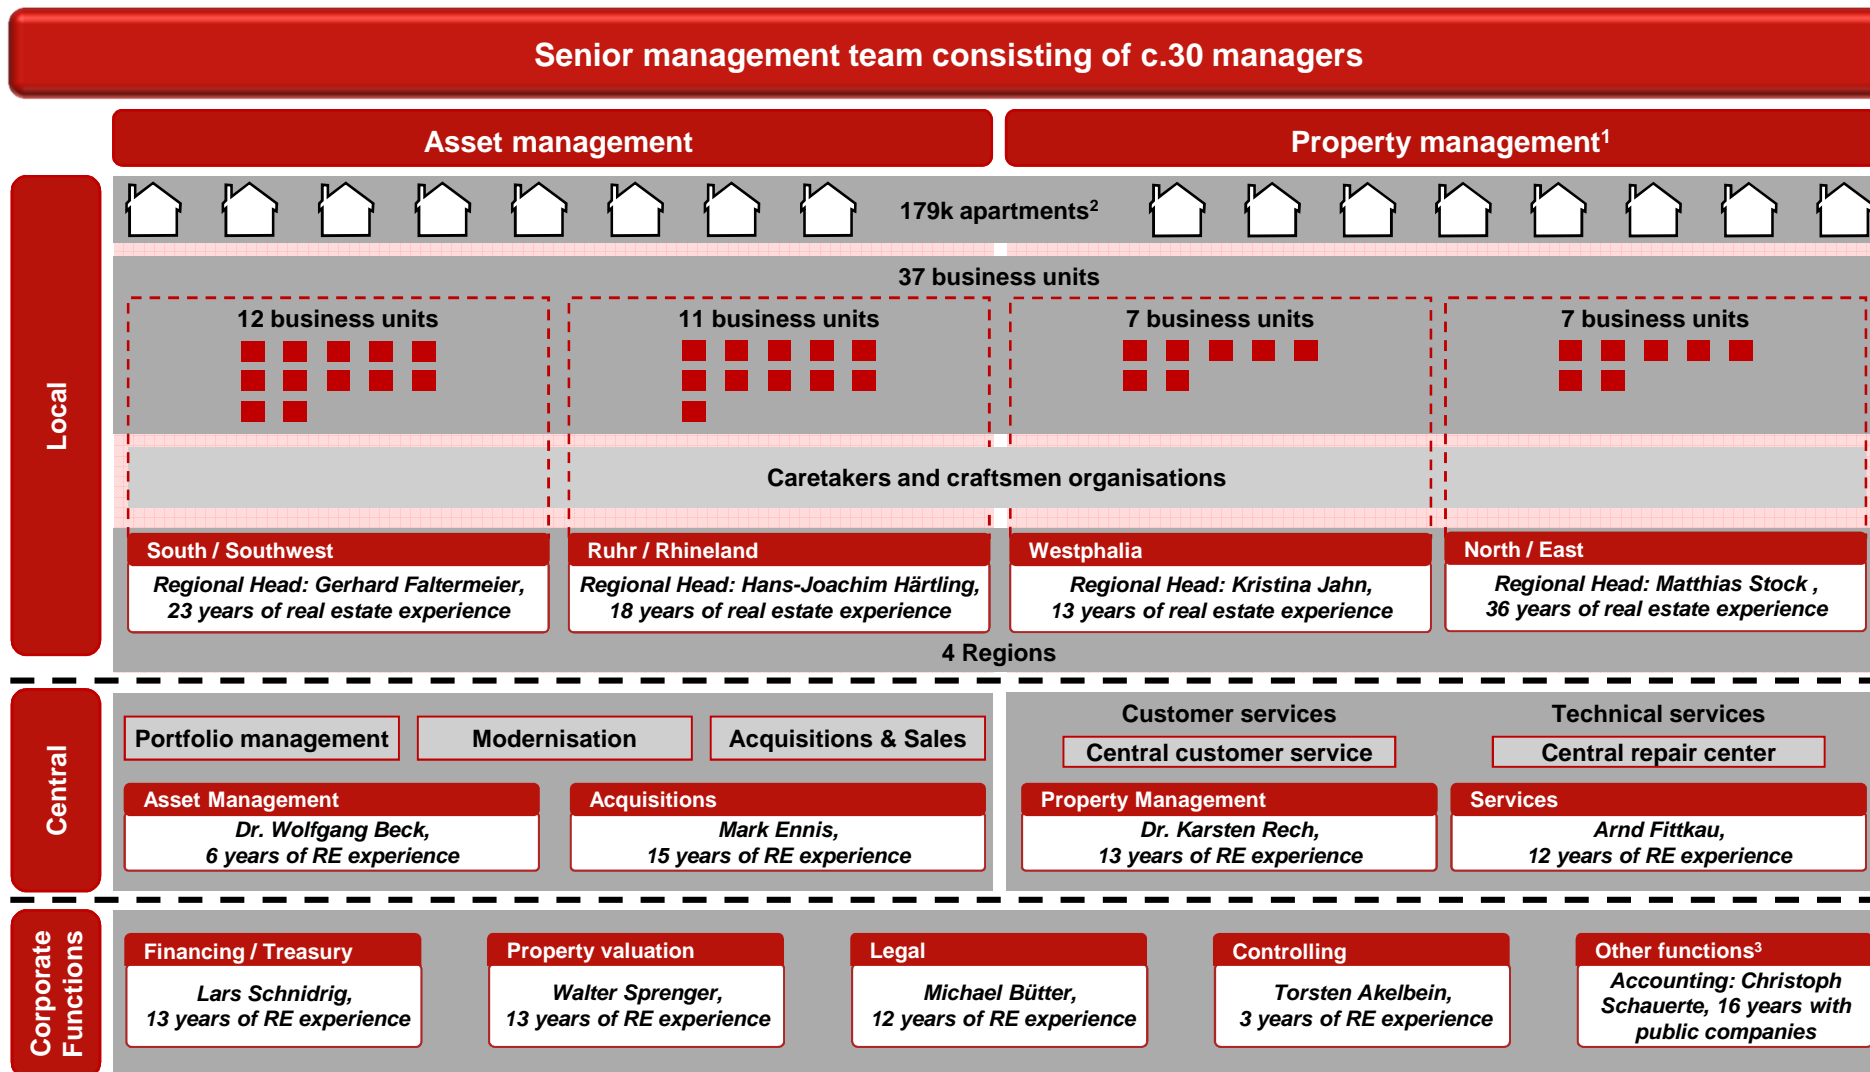 Senior management team consisting of c.30 managers
Asset management
Property management¹
Local
179k apartments²
37 business units
12 business units
11 business units
7 business units
7 business units
Caretakers and craftsmen organisations
South / Southwest
Regional Head: Gerhard Faltermeier,
23 years of real estate experience
Ruhr / Rhineland
Regional Head: Hans-Joachim Härtling,
18 years of real estate experience
Westphalia
Regional Head: Kristina Jahn,
13 years of real estate experience
North / East
Regional Head: Matthias Stock ,
36 years of real estate experience
4 Regions
Central
Portfolio management
Modernisation
Acquisitions & Sales
Customer services
Central customer service
Technical services
Central repair center
Asset Management
Dr. Wolfgang Beck,
6 years of RE experience
Acquisitions
Mark Ennis,
15 years of RE experience
Property Management
Dr. Karsten Rech,
13 years of RE experience
Services
Arnd Fittkau,
12 years of RE experience
Corporate
Functions
Financing / Treasury
Lars Schnidrig,
13 years of RE experience
Property valuation
Walter Sprenger,
13 years of RE experience
Legal
Michael Bütter,
12 years of RE experience
Controlling
Torsten Akelbein,
3 years of RE experience
Other functions³
Accounting: Christoph
Schauerte, 16 years with
public companies